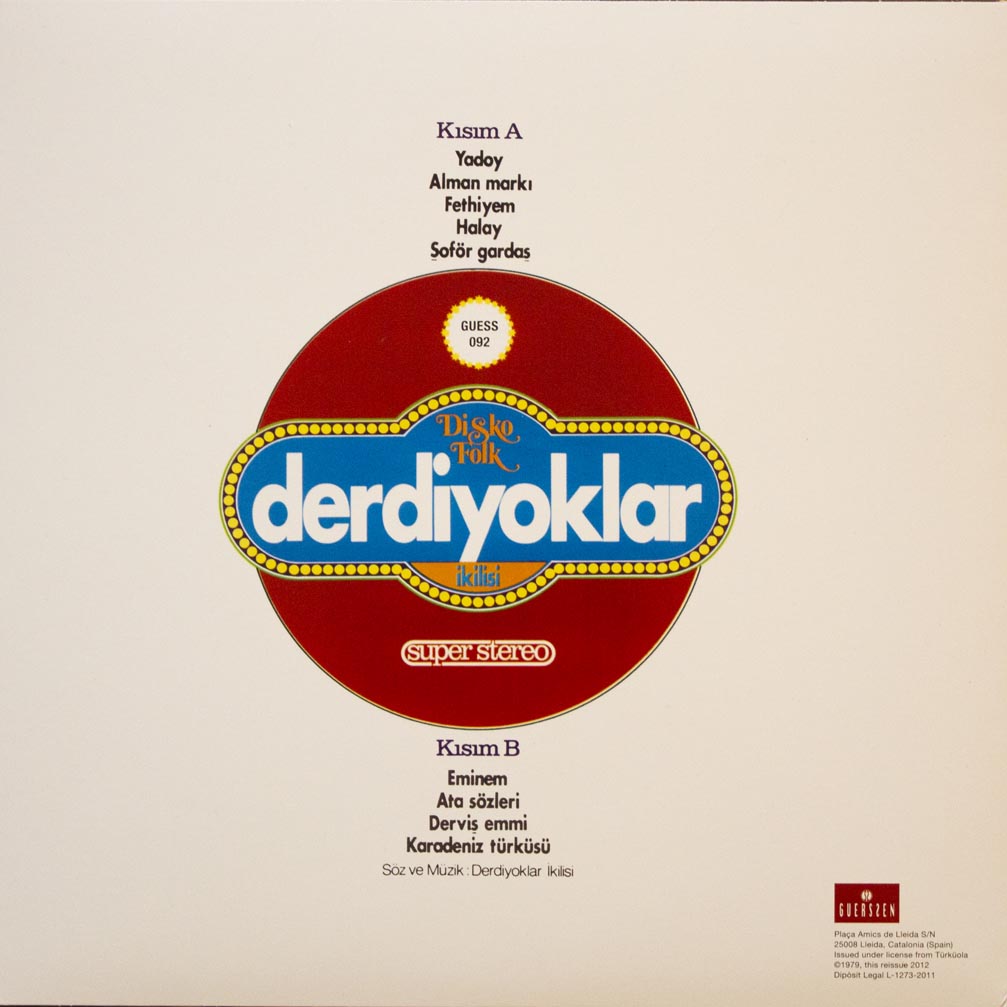 Kısım A
Yadoy
Alman markı
Fethiyem
Halay
Şoför gardaş
GUESS
092
Disko
Folk
derdiyoklar
ikilisi
super stereo
Kısım B
Eminem
Ata sözleri
Derviş emmi
Karadeniz türküsü
Söz ve Müzik : Derdiyoklar İkilisi
GUERSSEN
Plaça Amics de Lleida S/N
25008 Lleida, Catalonia (Spain)
Issued under license from Türküola
©1979, this reissue 2012
Dipòsit Legal L-1273-2011